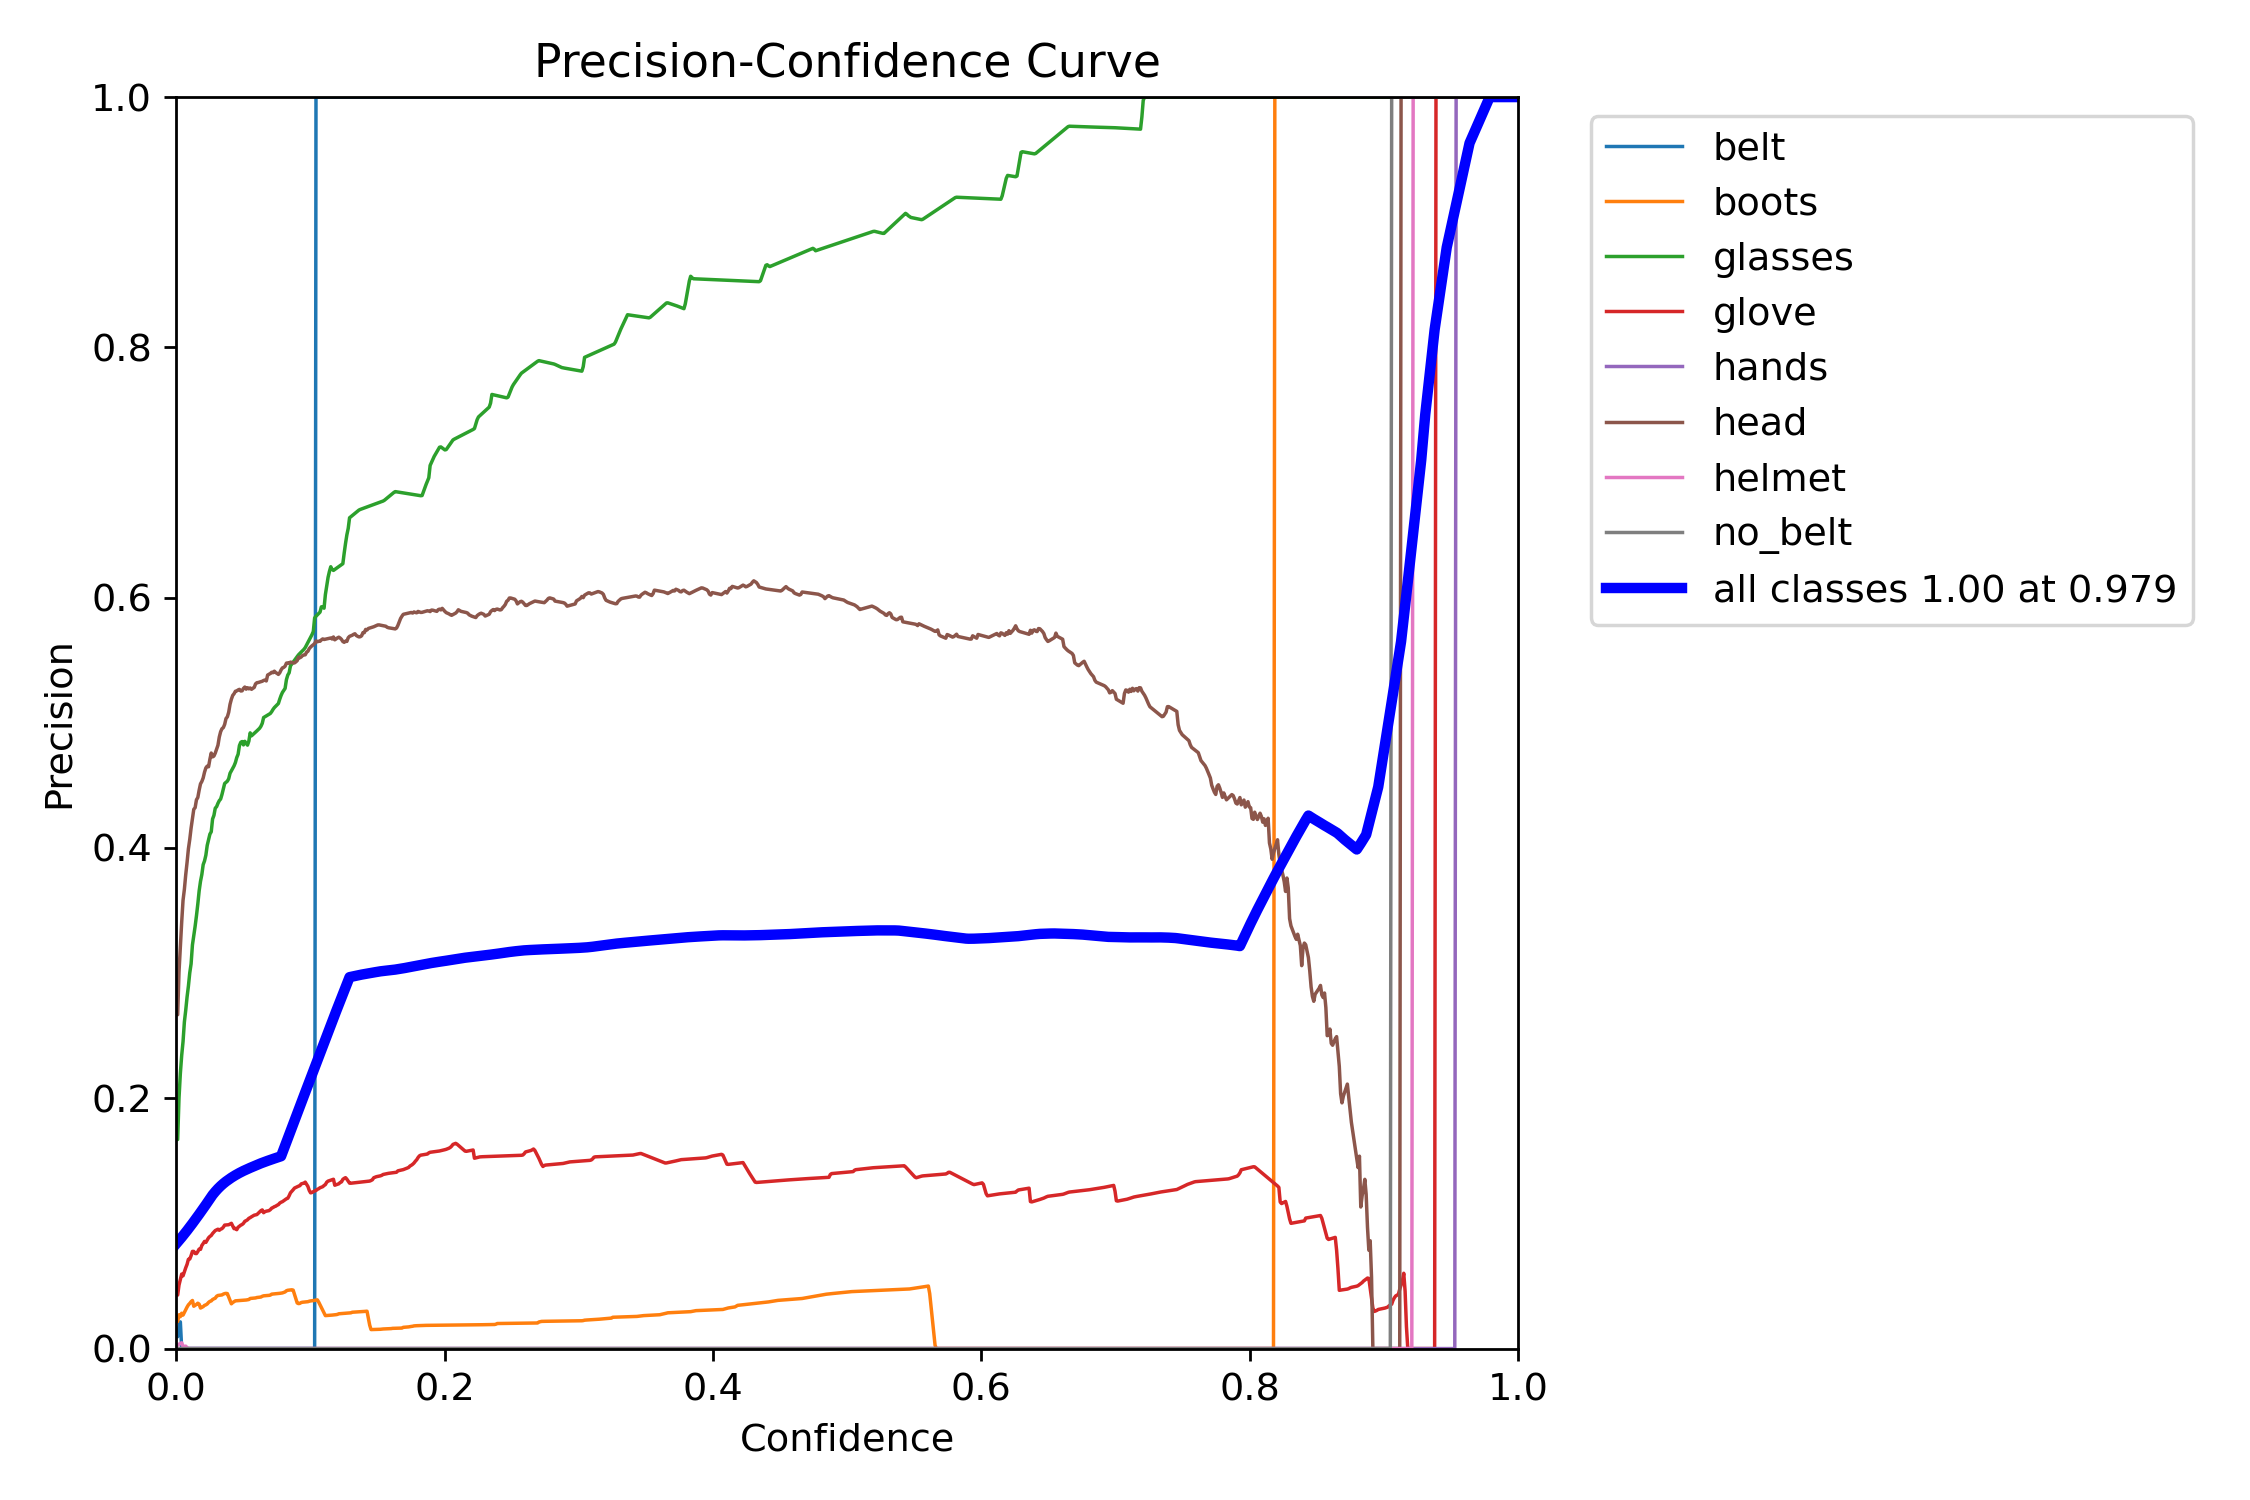 Precision-Confidence Curve
1.0
0.8
0.6
0.4
0.2
0.0
Precision
0.0 0.2 0.4 0.6 0.8 1.0
Confidence
belt
boots
glasses
glove
hands
head
helmet
no_belt
all classes 1.00 at 0.979